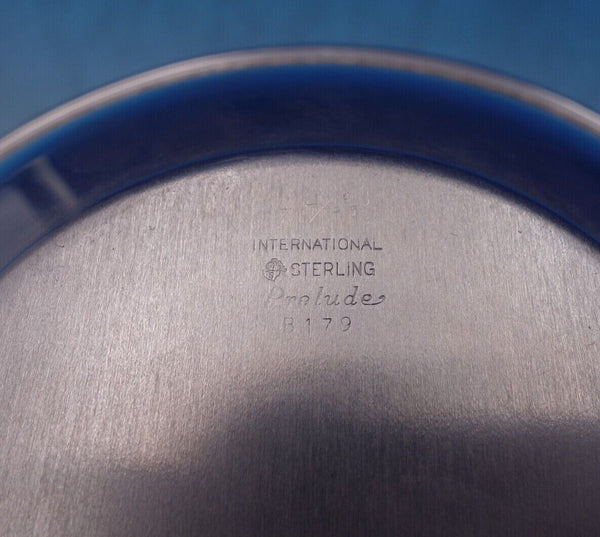 INTERNATIONAL
STERLING
Prelude
B179